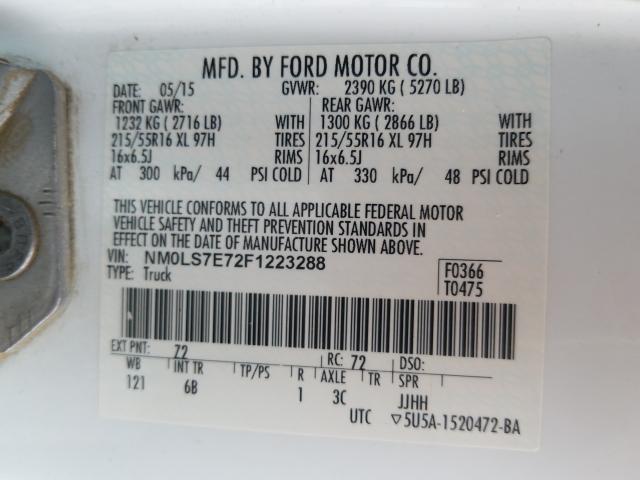 MFD. BY FORD MOTOR CO.
DATE: 05/15 GVWR: 2390 KG ( 5270 LB)
FRONT GAWR: REAR GAWR:
1232 KG ( 2716 LB) WITH 1300 KG ( 2866 LB) WITH
215/55R16 XL 97H TIRES 215/55R16 XL 97H TIRES
16x6.5J RIMS 16x6.5J RIMS
AT 300 kPa/ 44 PSI COLD AT 330 kPa/ 48 PSI COLD
THIS VEHICLE CONFORMS TO ALL APPLICABLE FEDERAL MOTOR
VEHICLE SAFETY AND THEFT PREVENTION STANDARDS IN
EFFECT ON THE DATE OF MANUFACTURE SHOWN ABOVE.
VIN: NM0LS7E72F1223288
TYPE: Truck
F0366
T0475
EXT PNT: 72 RC: 72 DSO:
WB INT TR TP/PS R AXLE TR SPR
121 6B 1 3C JJHH
UTC ▽5U5A-1520472-BA